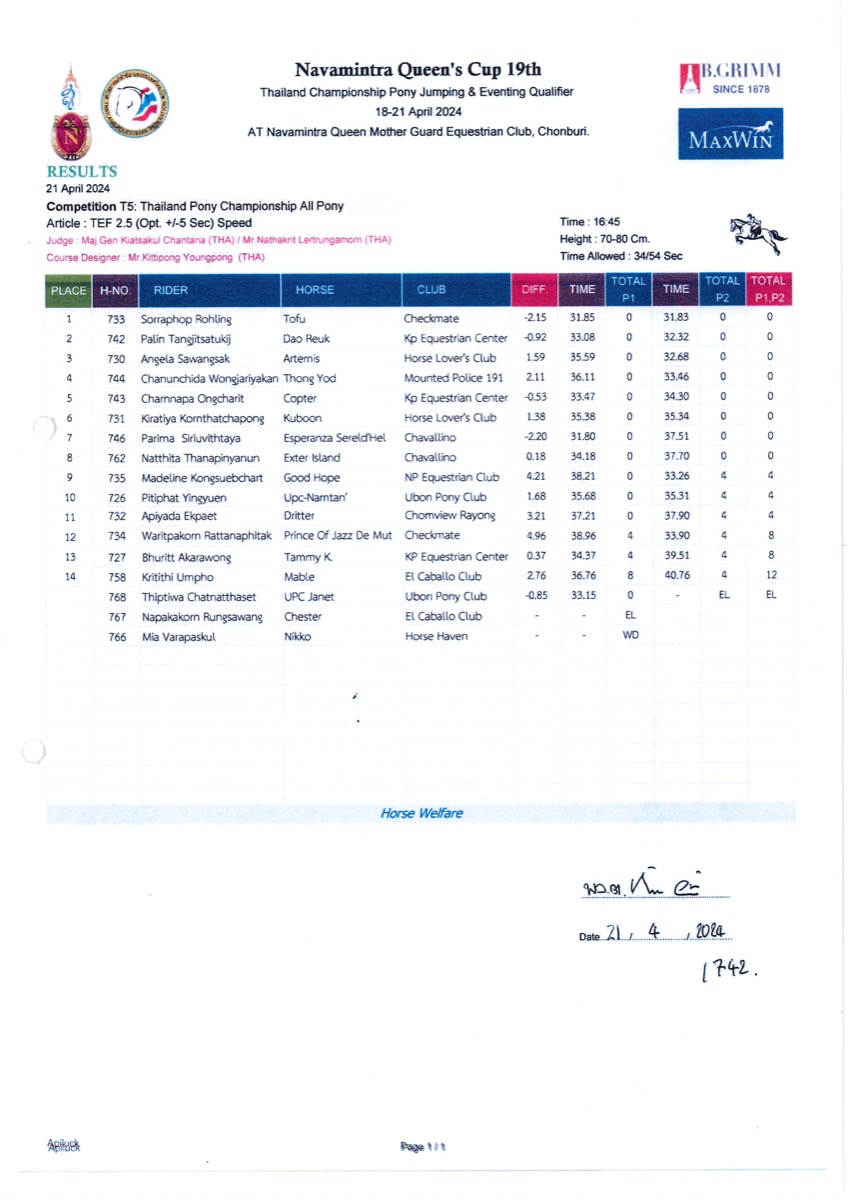 Navamintra Queen's Cup 19th
Thailand Championship Pony Jumping & Eventing Qualifier
18-21 April 2024
AT Navamintra Queen Mother Guard Equestrian Club, Chonburi.
B.GRIMM
SINCE 1878
MAXWIN
N
RESULTS
21 April 2024
Competition T5: Thailand Pony Championship All Pony
Article : TEF 2.5 (Opt. +/-5 Sec) Speed
Time : 16:45
Judge : Maj.Gen Kiatsakul Chantana (THA) / Mr.Nathakrit Lertrungamorn (THA)
Height : 70-80 Cm.
Course Designer : Mr.Kittipong Youngpong (THA)
Time Allowed : 34/54 Sec
PLACE H-NO. RIDER HORSE CLUB DIFF. TIME TOTAL P1 TIME TOTAL P2 TOTAL P1,P2
1 733 Sorraphop Rohling Tofu Checkmate -2.15 31.85 0 31.83 0 0
2 742 Palin Tangjitsatukij Dao Reuk Kp Equestrian Center -0.92 33.08 0 32.32 0 0
3 730 Angela Sawangsak Artemis Horse Lover's Club 1.59 35.59 0 32.68 0 0
4 744 Chanunchida Wongjariyakan Thong Yod Mounted Police 191 2.11 36.11 0 33.46 0 0
5 743 Charnnapa Ongcharit Copter Kp Equestrian Center -0.53 33.47 0 34.30 0 0
6 731 Kiratiya Kornthatchapong Kuboon Horse Lover's Club 1.38 35.38 0 35.34 0 0
7 746 Parima Siriuvithtaya Esperanza Sereld'Hel Chavallino -2.20 31.80 0 37.51 0 0
8 762 Natthita Thanapinyanun Exter Island Chavallino 0.18 34.18 0 37.70 0 0
9 735 Madeline Kongsuebchart Good Hope NP Equestrian Club 4.21 38.21 0 33.26 4 4
10 726 Pitiphat Yingyuen Upc-Namtan' Ubon Pony Club 1.68 35.68 0 35.31 4 4
11 732 Apiyada Ekpaet Dritter Chomview Rayong 3.21 37.21 0 37.90 4 4
12 734 Waritpakorn Rattanaphitak Prince Of Jazz De Mut Checkmate 4.96 38.96 4 33.90 4 8
13 727 Bhuritt Akarawong Tammy K. KP Equestrian Center 0.37 34.37 4 39.51 4 8
14 758 Kritithi Umpho Mable El Caballo Club 2.76 36.76 8 40.76 4 12
768 Thiptiwa Chatnatthaset UPC Janet Ubon Pony Club -0.85 33.15 0 - EL EL
767 Napakakorn Rungsawang Chester El Caballo Club - - EL
766 Mia Varapaskul Nikko Horse Haven - - WD
Horse Welfare
Date 21, 4 ,2024
1742.
Apiluck
Page 1 / 1